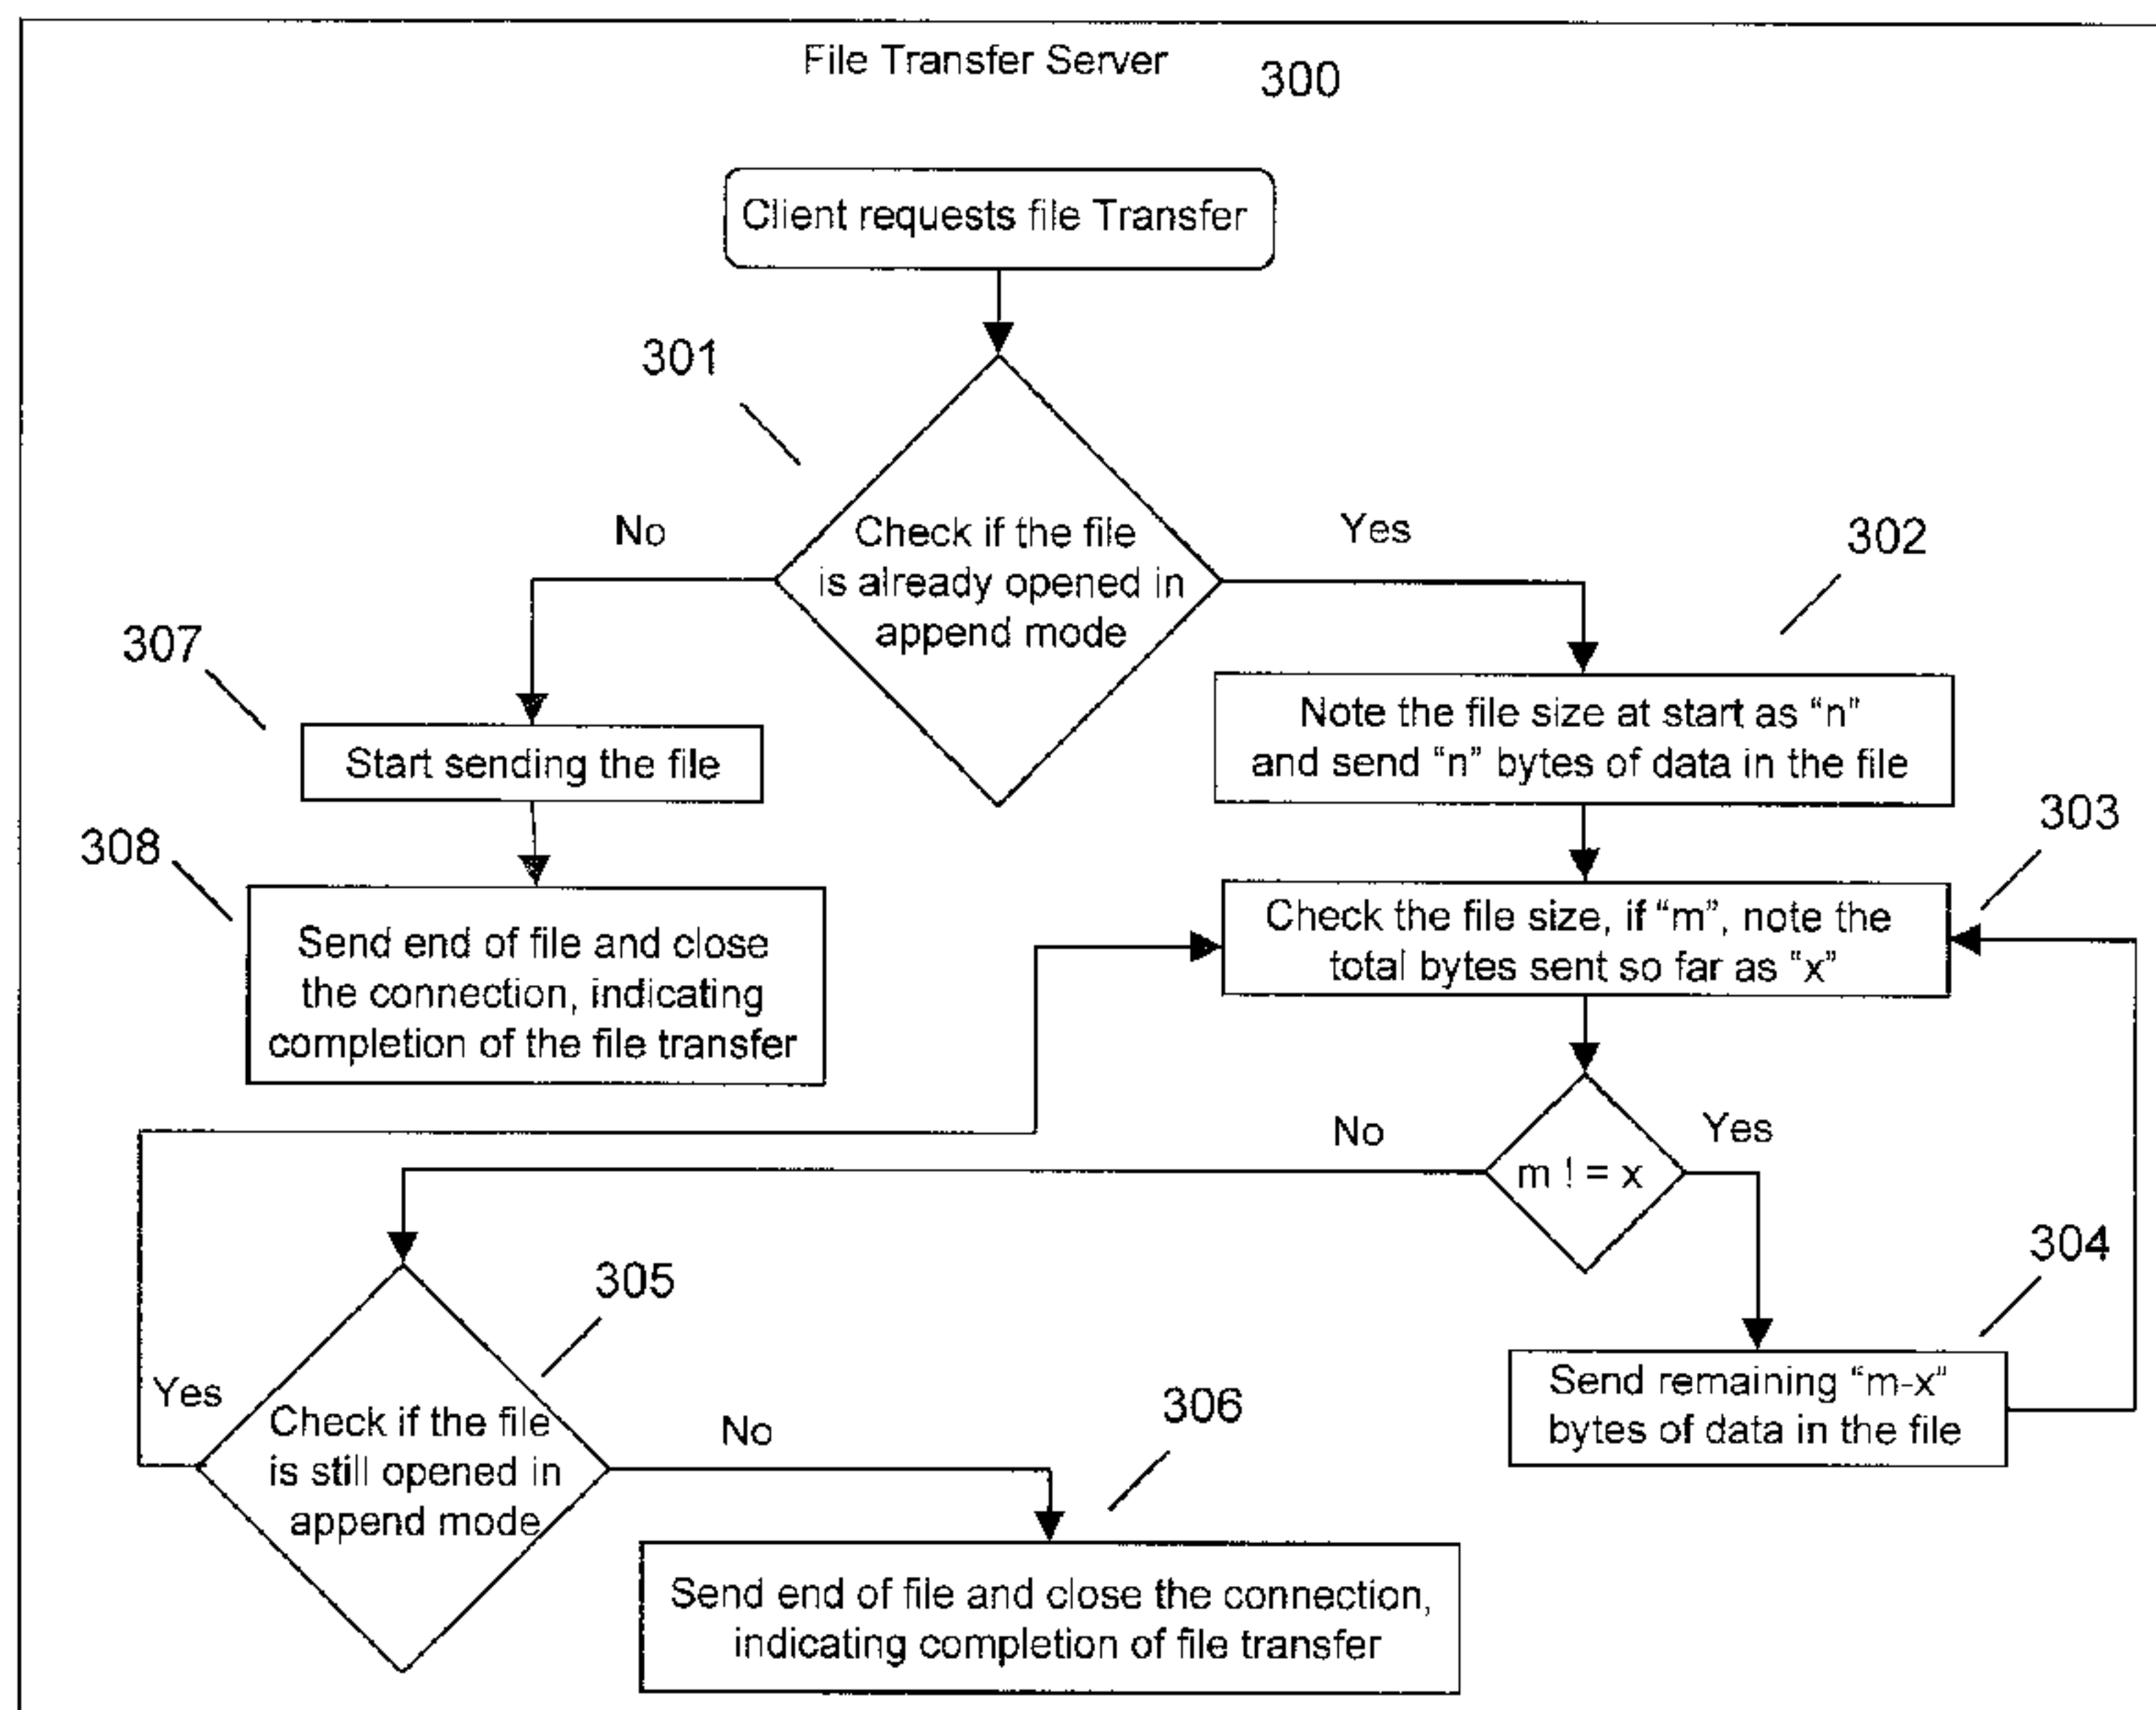 File Transfer Server
300
Client requests file Transfer
301
Check if the file
is already opened in
append mode
No
Yes
302
Note the file size at start as “n”
and send “n” bytes of data in the file
307
Start sending the file
303
Check the file size, if “m”, note the
total bytes sent so far as “x”
308
Send end of file and close
the connection, indicating
completion of the file transfer
No
Yes
m ! = x
304
Send remaining “m-x”
bytes of data in the file
305
Yes
Check if the file
is still opened in
append mode
No
306
Send end of file and close the connection,
indicating completion of file transfer